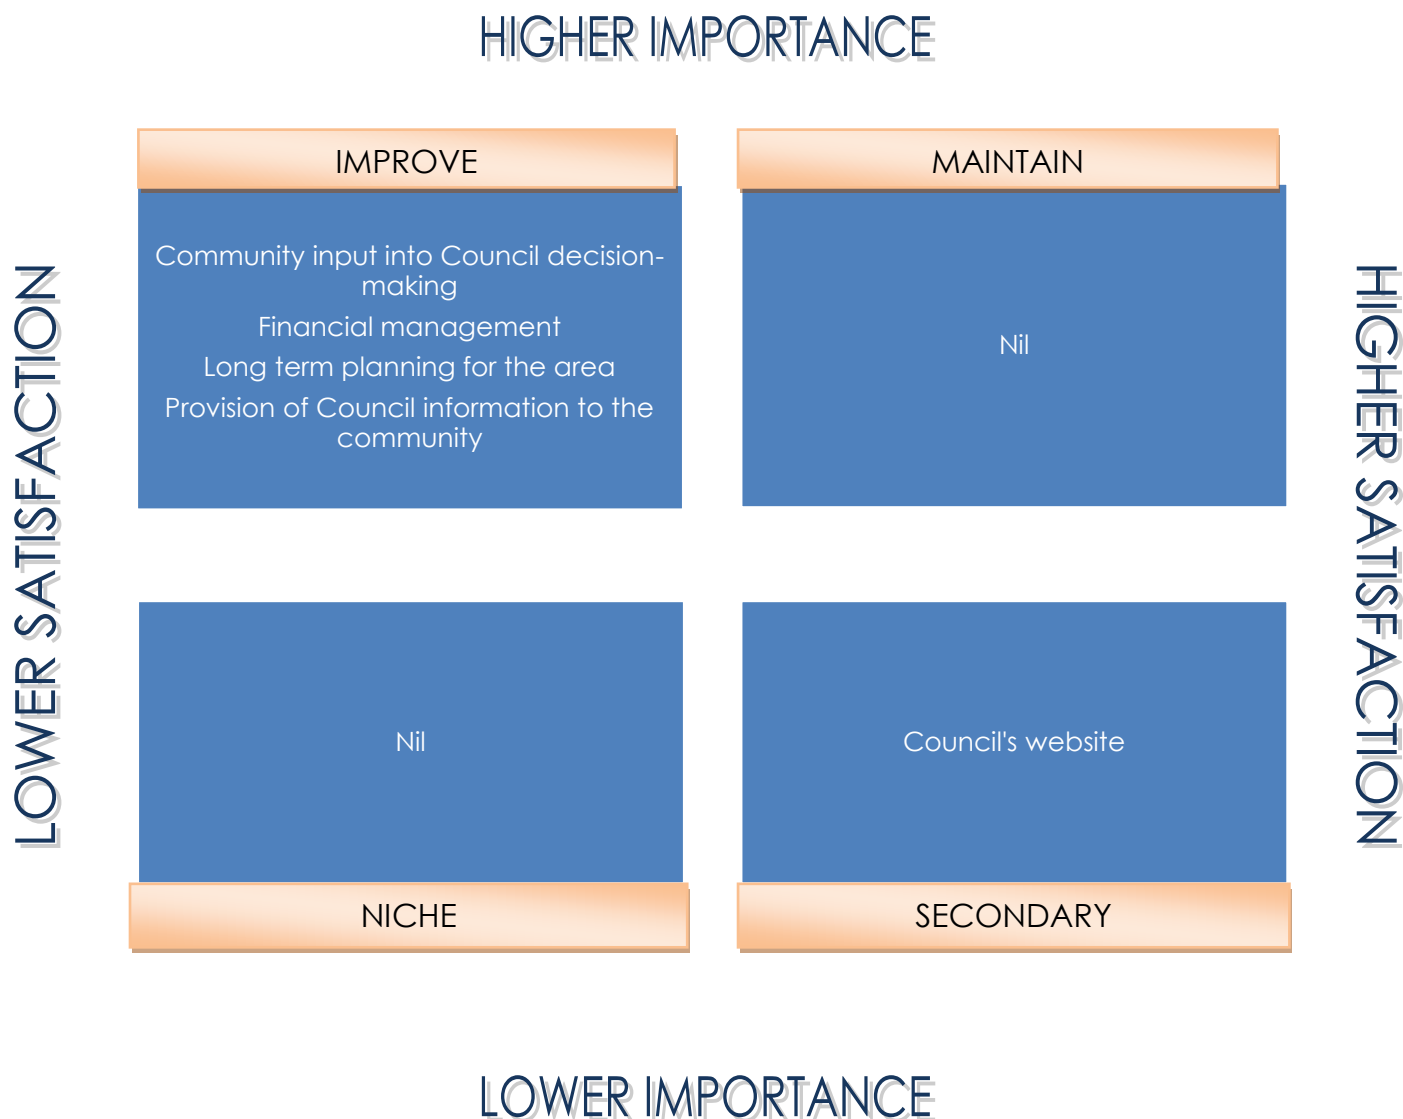 HIGHER IMPORTANCE
IMPROVE
MAINTAIN
Community input into Council decision-
making
Financial management
Long term planning for the area
Provision of Council information to the
community
Nil
LOWER SATISFACTION
HIGHER SATISFACTION
Nil
Council's website
NICHE
SECONDARY
LOWER IMPORTANCE